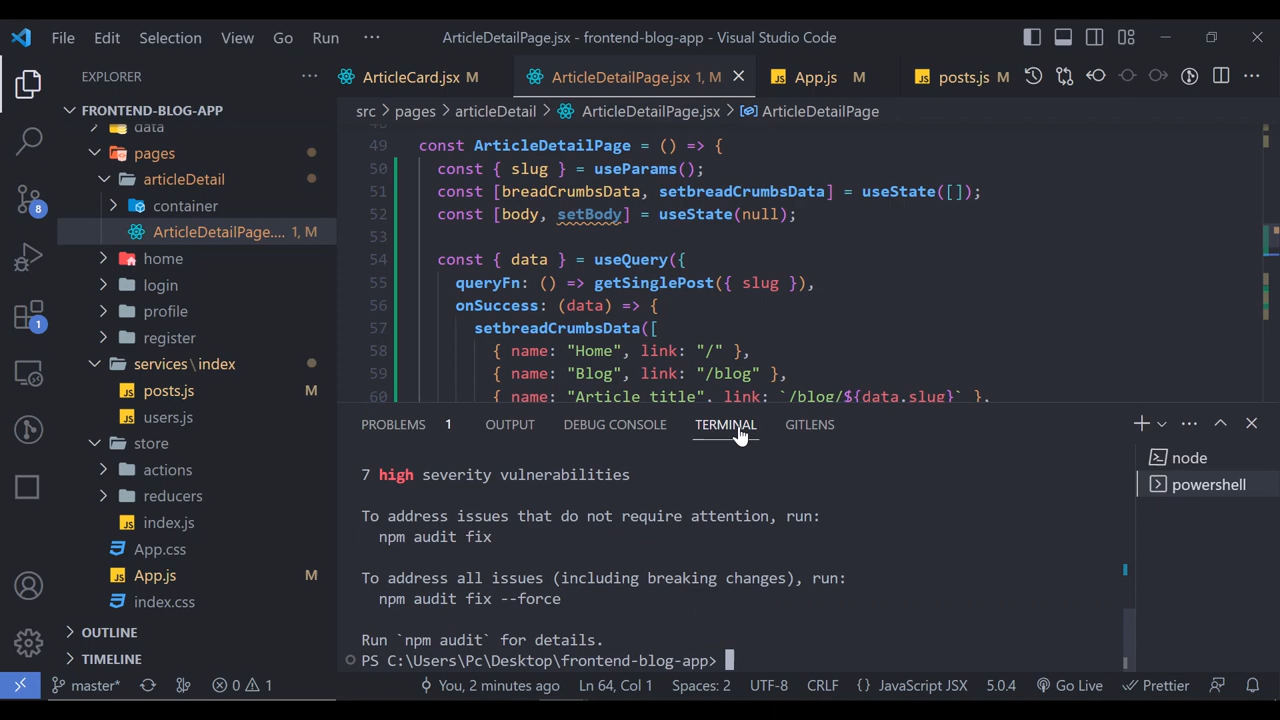 File Edit Selection View Go Run ··· ArticleDetailPage.jsx - frontend-blog-app - Visual Studio Code
EXPLORER ···
ArticleCard.jsx M ArticleDetailPage.jsx 1, M App.js M JS posts.js M
FRONTEND-BLOG-APP
src > pages > articleDetail > ArticleDetailPage.jsx > ArticleDetailPage
data
pages
articleDetail
container
ArticleDetailPage.... 1, M
home
login
profile
register
services\index
JS posts.js M
JS users.js
store
actions
reducers
JS index.js
App.css
JS App.js M
index.css
OUTLINE
TIMELINE
8
1
49 const ArticleDetailPage = () => {
50 const { slug } = useParams();
51 const [breadCrumbsData, setbreadCrumbsData] = useState([]);
52 const [body, setBody] = useState(null);
53
54 const { data } = useQuery({
55 queryFn: () => getSinglePost({ slug }),
56 onSuccess: (data) => {
57 setbreadCrumbsData([
58 { name: "Home", link: "/" },
59 { name: "Blog", link: "/blog" },
60 { name: "Article title", link: `/blog/${data.slug}` },
PROBLEMS 1 OUTPUT DEBUG CONSOLE TERMINAL GITLENS
node
powershell
7 high severity vulnerabilities
To address issues that do not require attention, run:
npm audit fix
To address all issues (including breaking changes), run:
npm audit fix --force
Run `npm audit` for details.
PS C:\Users\Pc\Desktop\frontend-blog-app>
master* 0 1 You, 2 minutes ago Ln 64, Col 1 Spaces: 2 UTF-8 CRLF {} JavaScript JSX 5.0.4 Go Live Prettier